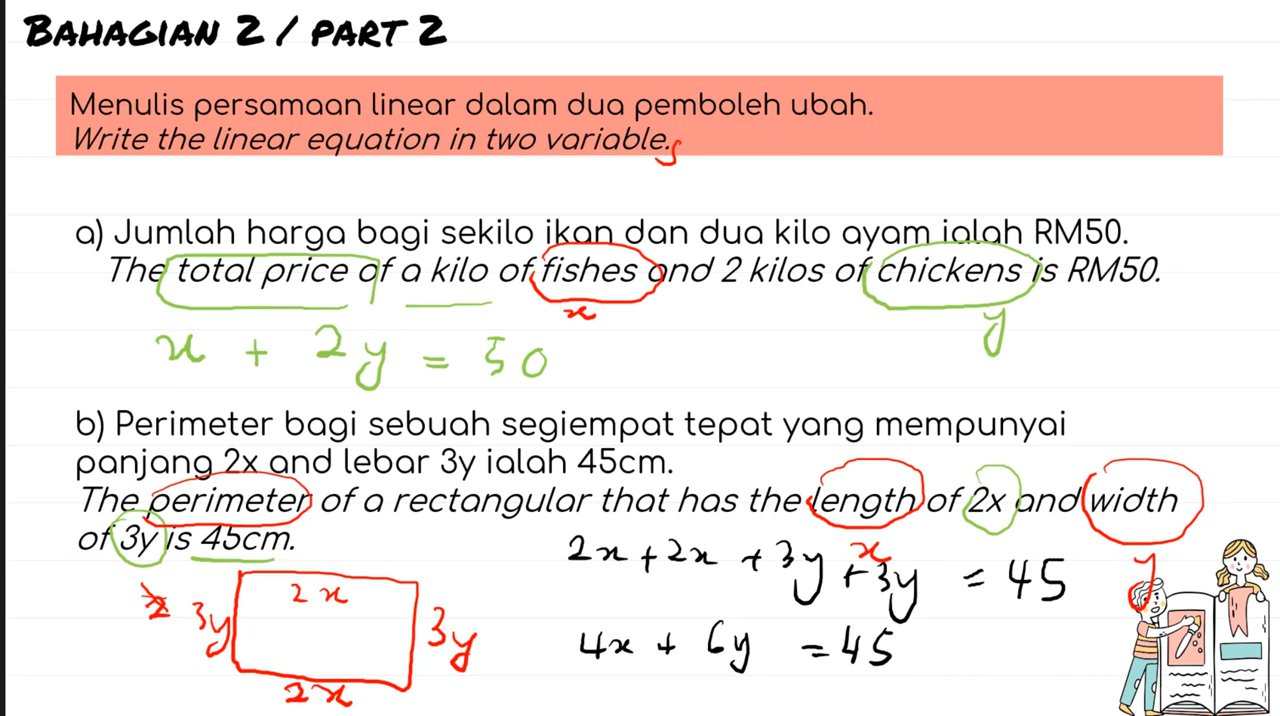 BAHAGIAN 2 / PART 2
Menulis persamaan linear dalam dua pemboleh ubah.
Write the linear equation in two variable.s
a) Jumlah harga bagi sekilo ikan dan dua kilo ayam ialah RM50.
The total price of a kilo of fishes and 2 kilos of chickens is RM50.
x
y
x + 2y = 50
b) Perimeter bagi sebuah segiempat tepat yang mempunyai
panjang 2x and lebar 3y ialah 45cm.
The perimeter of a rectangular that has the length of 2x and width
of 3y is 45cm.
x
y
2x + 2x + 3y + 3y = 45
2x
3y
3y
2x
4x + 6y = 45